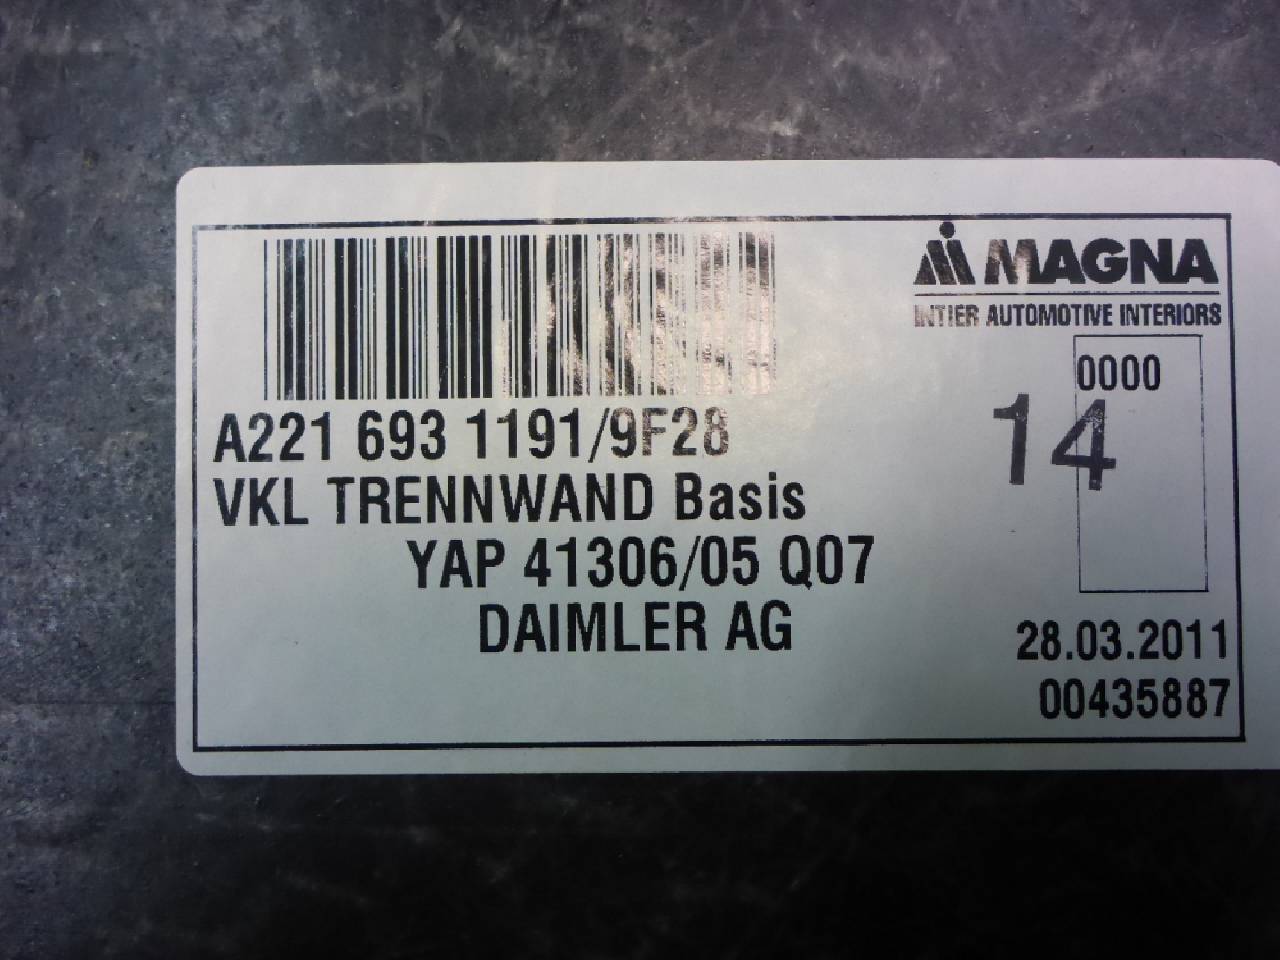 MAGNA
INTIER AUTOMOTIVE INTERIORS
0000
14
A221 693 1191/9F28
VKL TRENNWAND Basis
YAP 41306/05 Q07
DAIMLER AG
28.03.2011
00435887